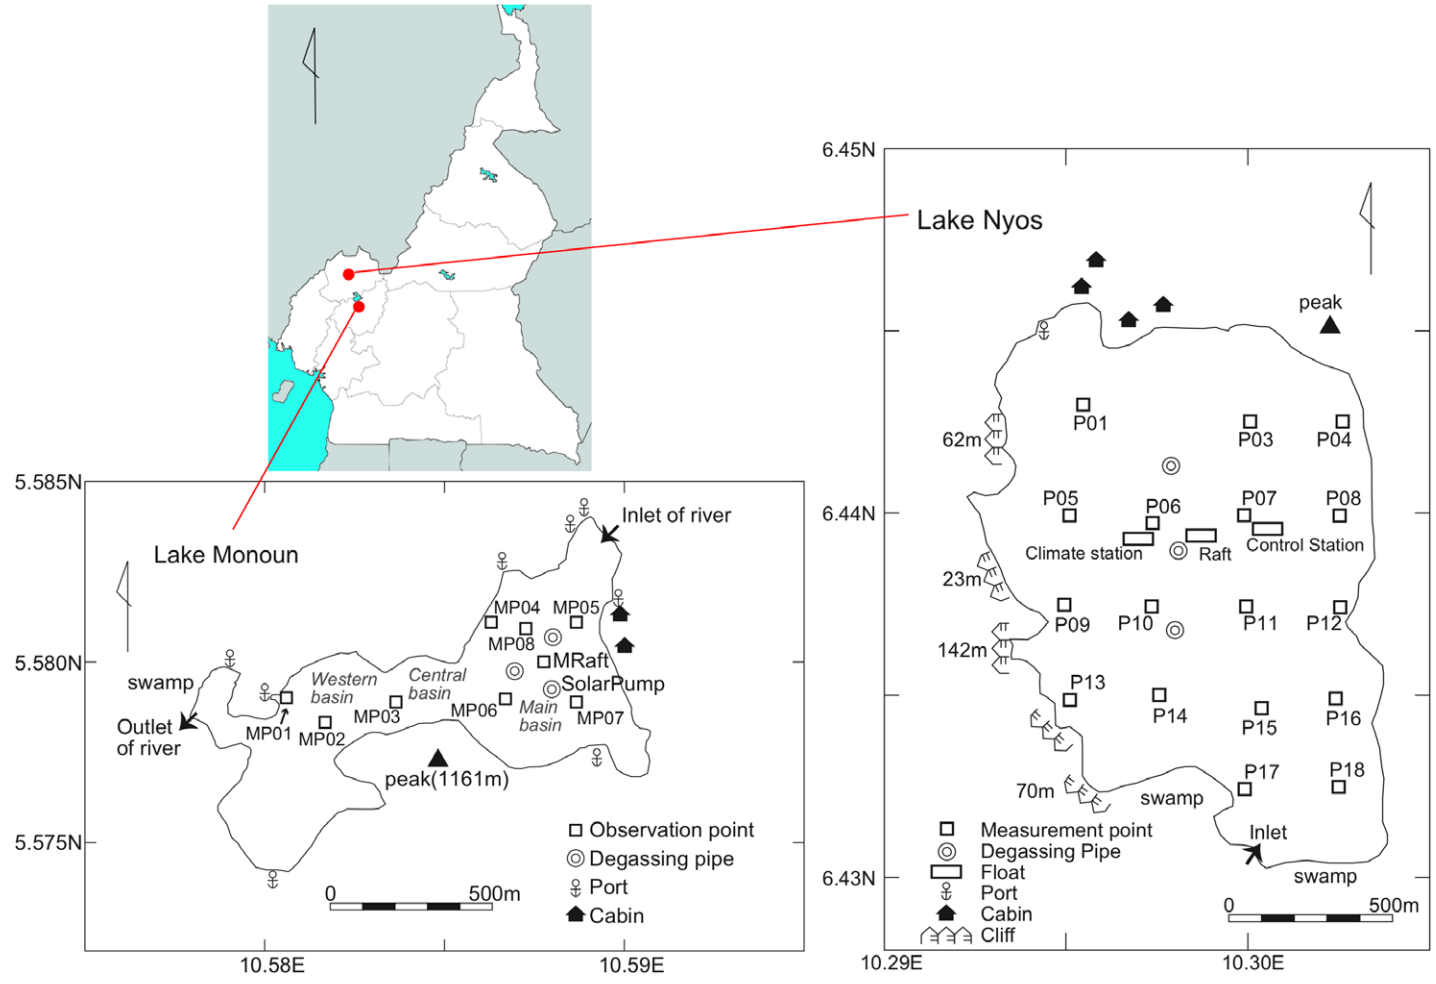 6.45N
Lake Nyos
peak
P01
P03
P04
62m
P05
P06
P07
P08
6.44N
Climate station
Raft
Control Station
23m
P09
P10
P11
P12
142m
P13
P14
P15
P16
70m
P17
P18
swamp
Inlet
swamp
Measurement point
Degassing Pipe
Float
Port
Cabin
Cliff
0
500m
6.43N
10.29E
10.30E
5.585N
Lake Monoun
Inlet of river
MP04
MP05
MP08
5.580N
MRaft
swamp
Western
basin
Central
basin
SolarPump
Outlet
of river
MP01
MP02
MP03
MP06
Main
basin
MP07
peak(1161m)
5.575N
Observation point
Degassing pipe
Port
Cabin
0
500m
10.58E
10.59E